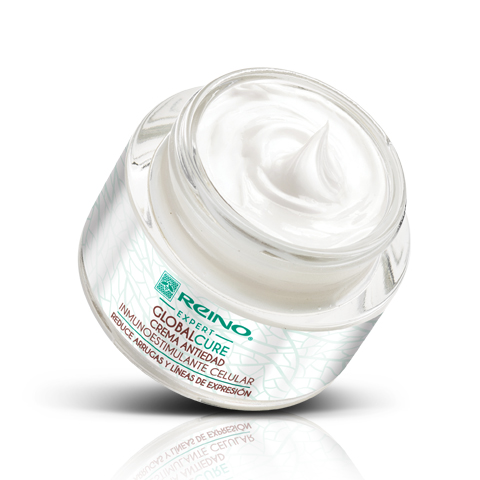 REINO®
EXPERT
GLOBALCURE
CREMA ANTIEDAD
INMUNOESTIMULANTE CELULAR
REDUCE ARRUGAS Y LÍNEAS DE EXPRESIÓN